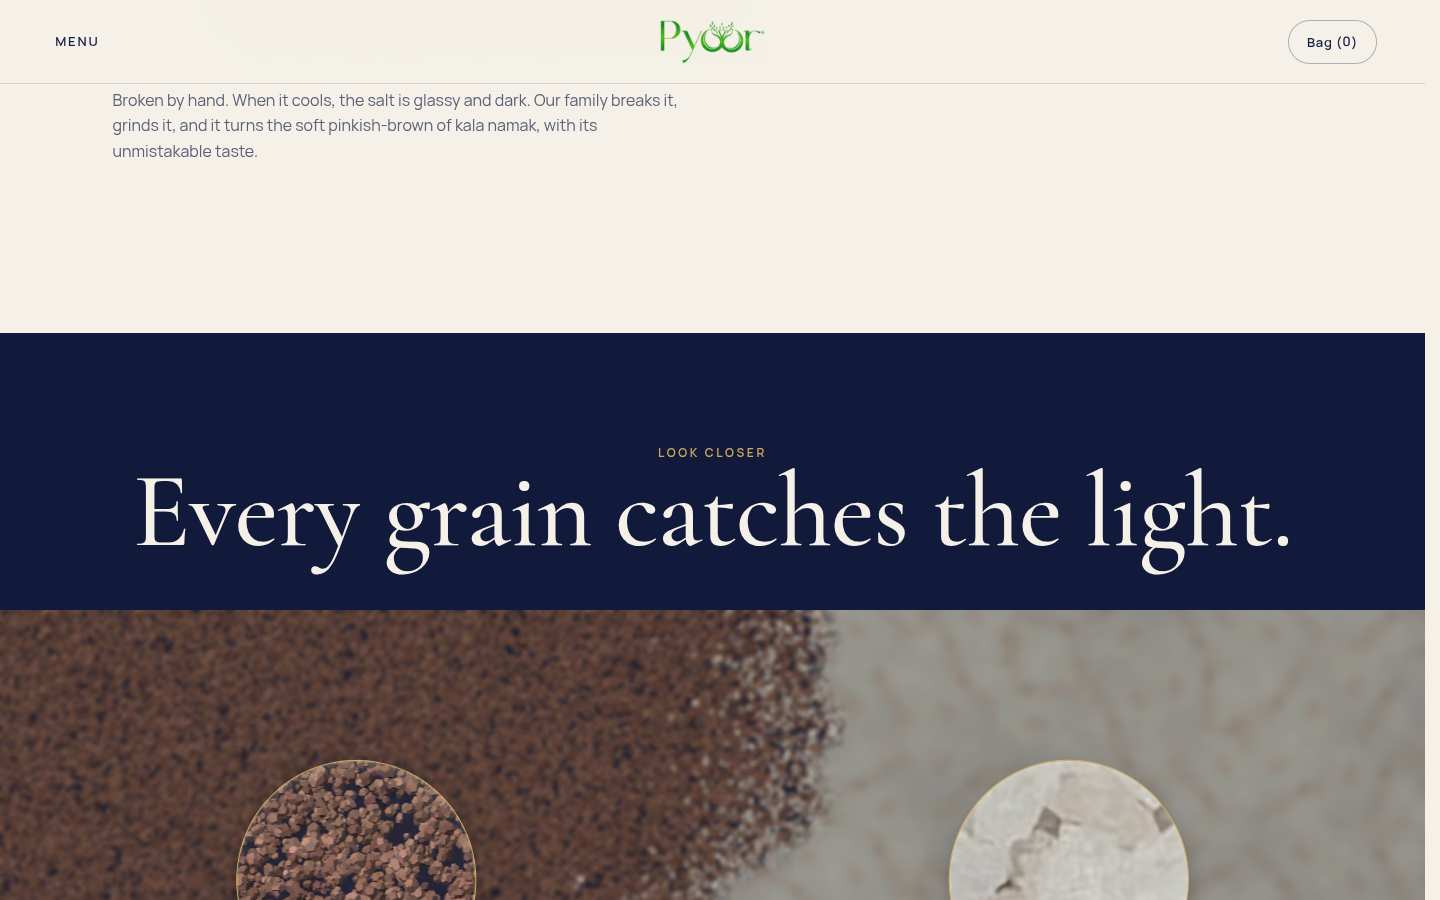 MENU
Pyoor
Bag (0)
Broken by hand. When it cools, the salt is glassy and dark. Our family breaks it,
grinds it, and it turns the soft pinkish-brown of kala namak, with its
unmistakable taste.
LOOK CLOSER
Every grain catches the light.